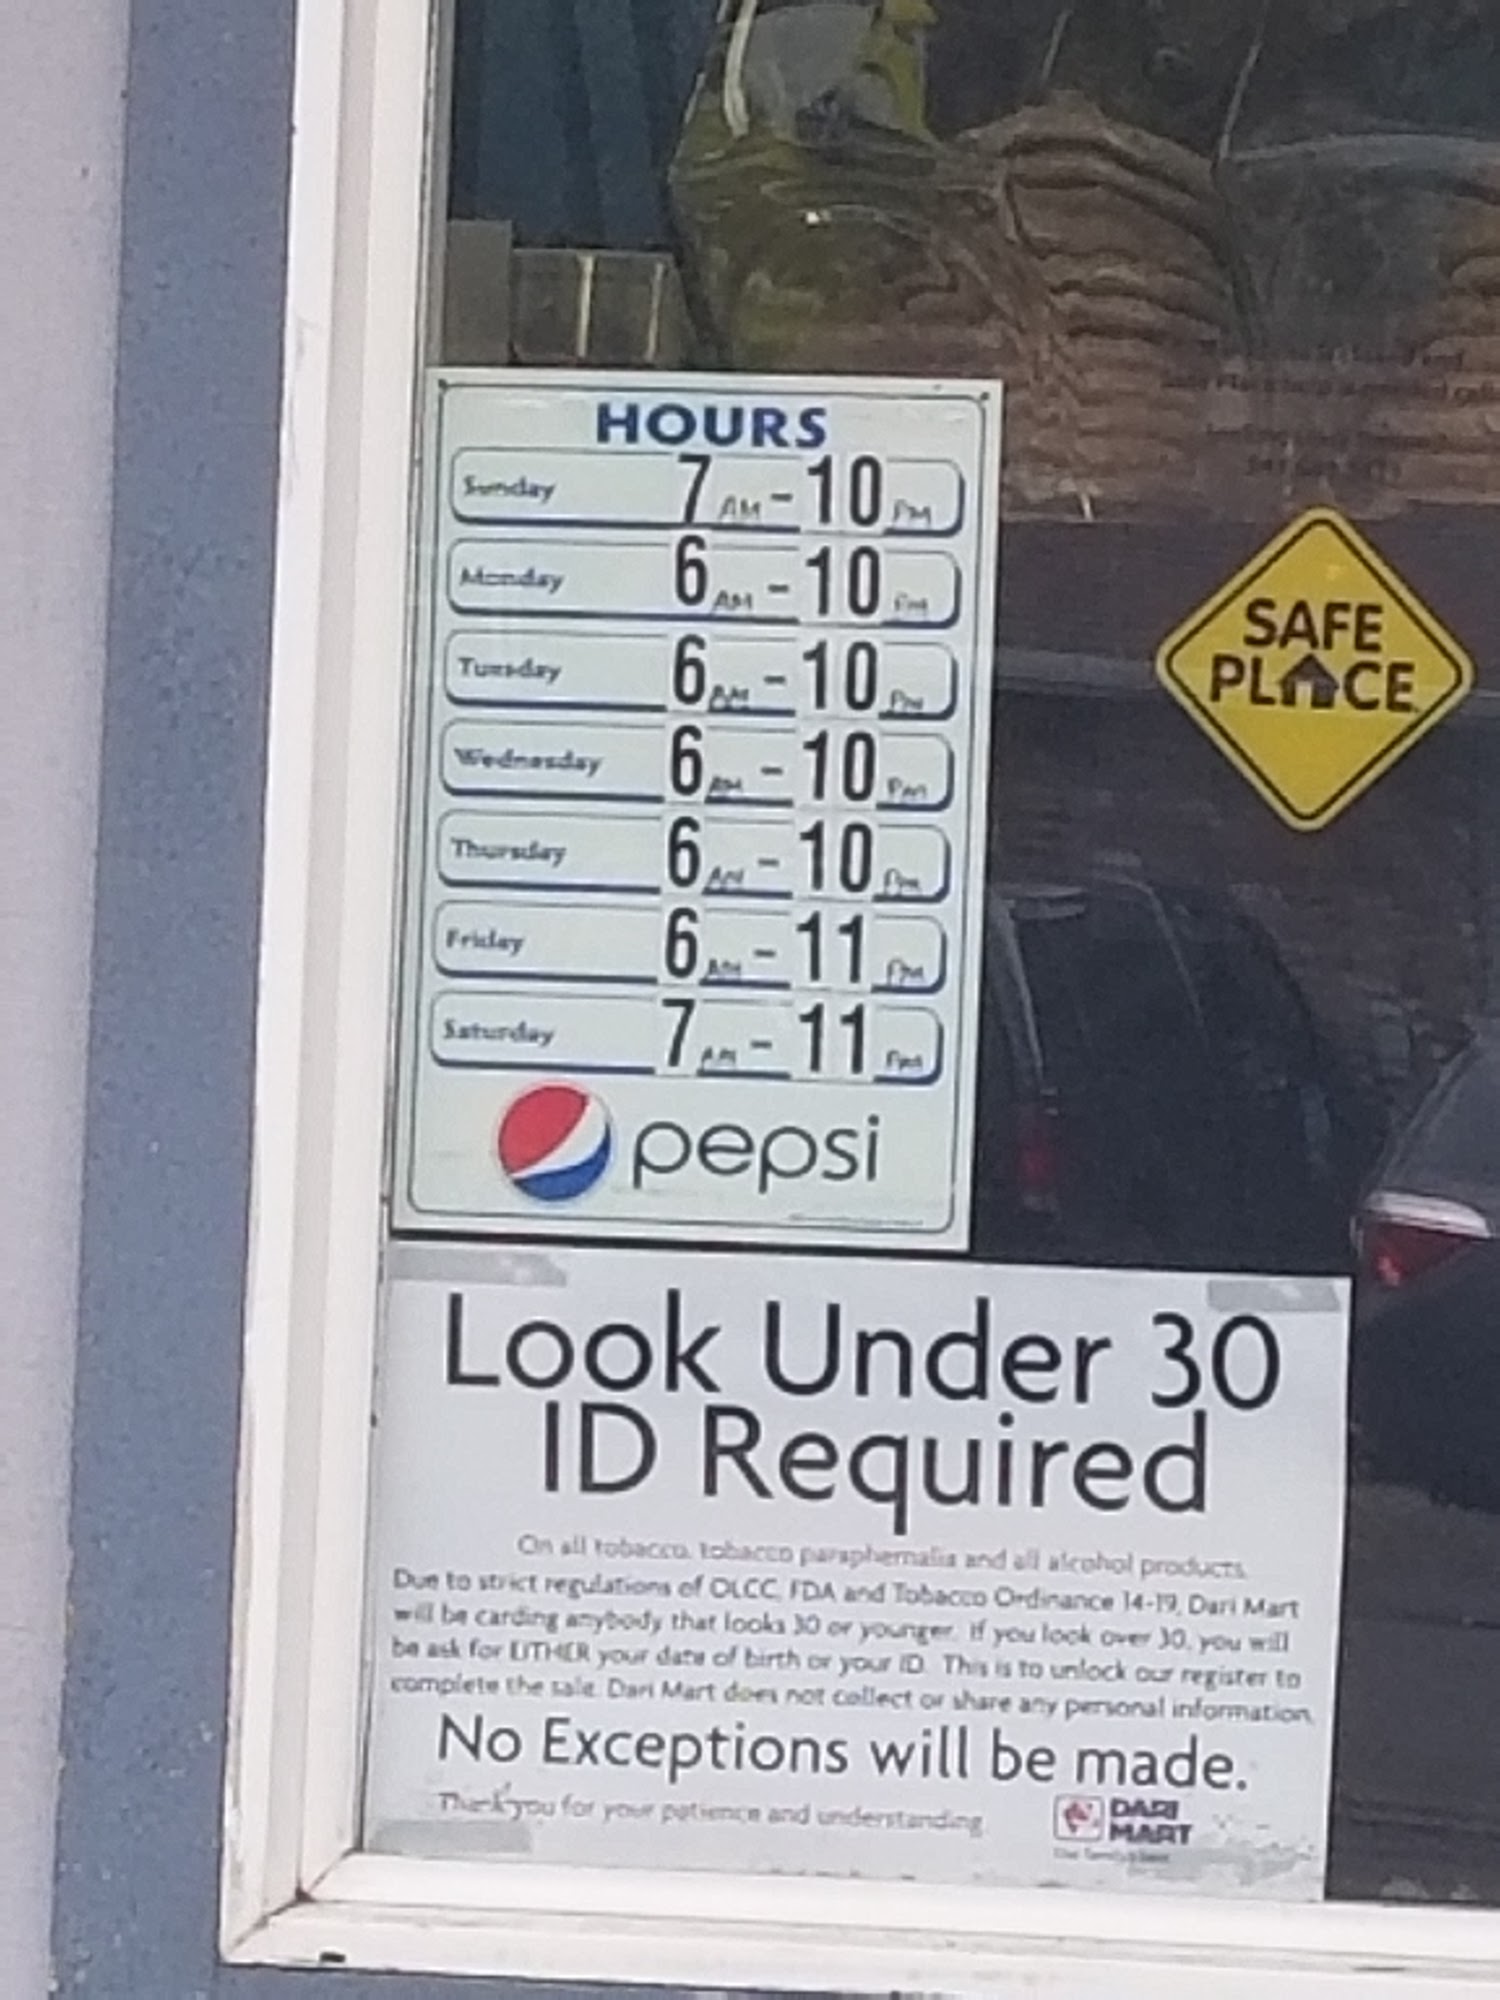 HOURS
Sunday 7 AM - 10 PM
Monday 6 AM - 10 PM
Tuesday 6 AM - 10 PM
Wednesday 6 AM - 10 PM
Thursday 6 AM - 10 PM
Friday 6 AM - 11 PM
Saturday 7 AM - 11 PM
pepsi
SAFE
PLACE
Look Under 30
ID Required
On all tobacco, tobacco paraphernalia and all alcohol products.
Due to strict regulations of OLCC, FDA and Tobacco Ordinance 14-19, Dari Mart
will be carding anybody that looks 30 or younger. If you look over 30, you will
be ask for EITHER your date of birth or your ID. This is to unlock our register to
complete the sale. Dari Mart does not collect or share any personal information.
No Exceptions will be made.
Thank you for your patience and understanding
DARI
MART